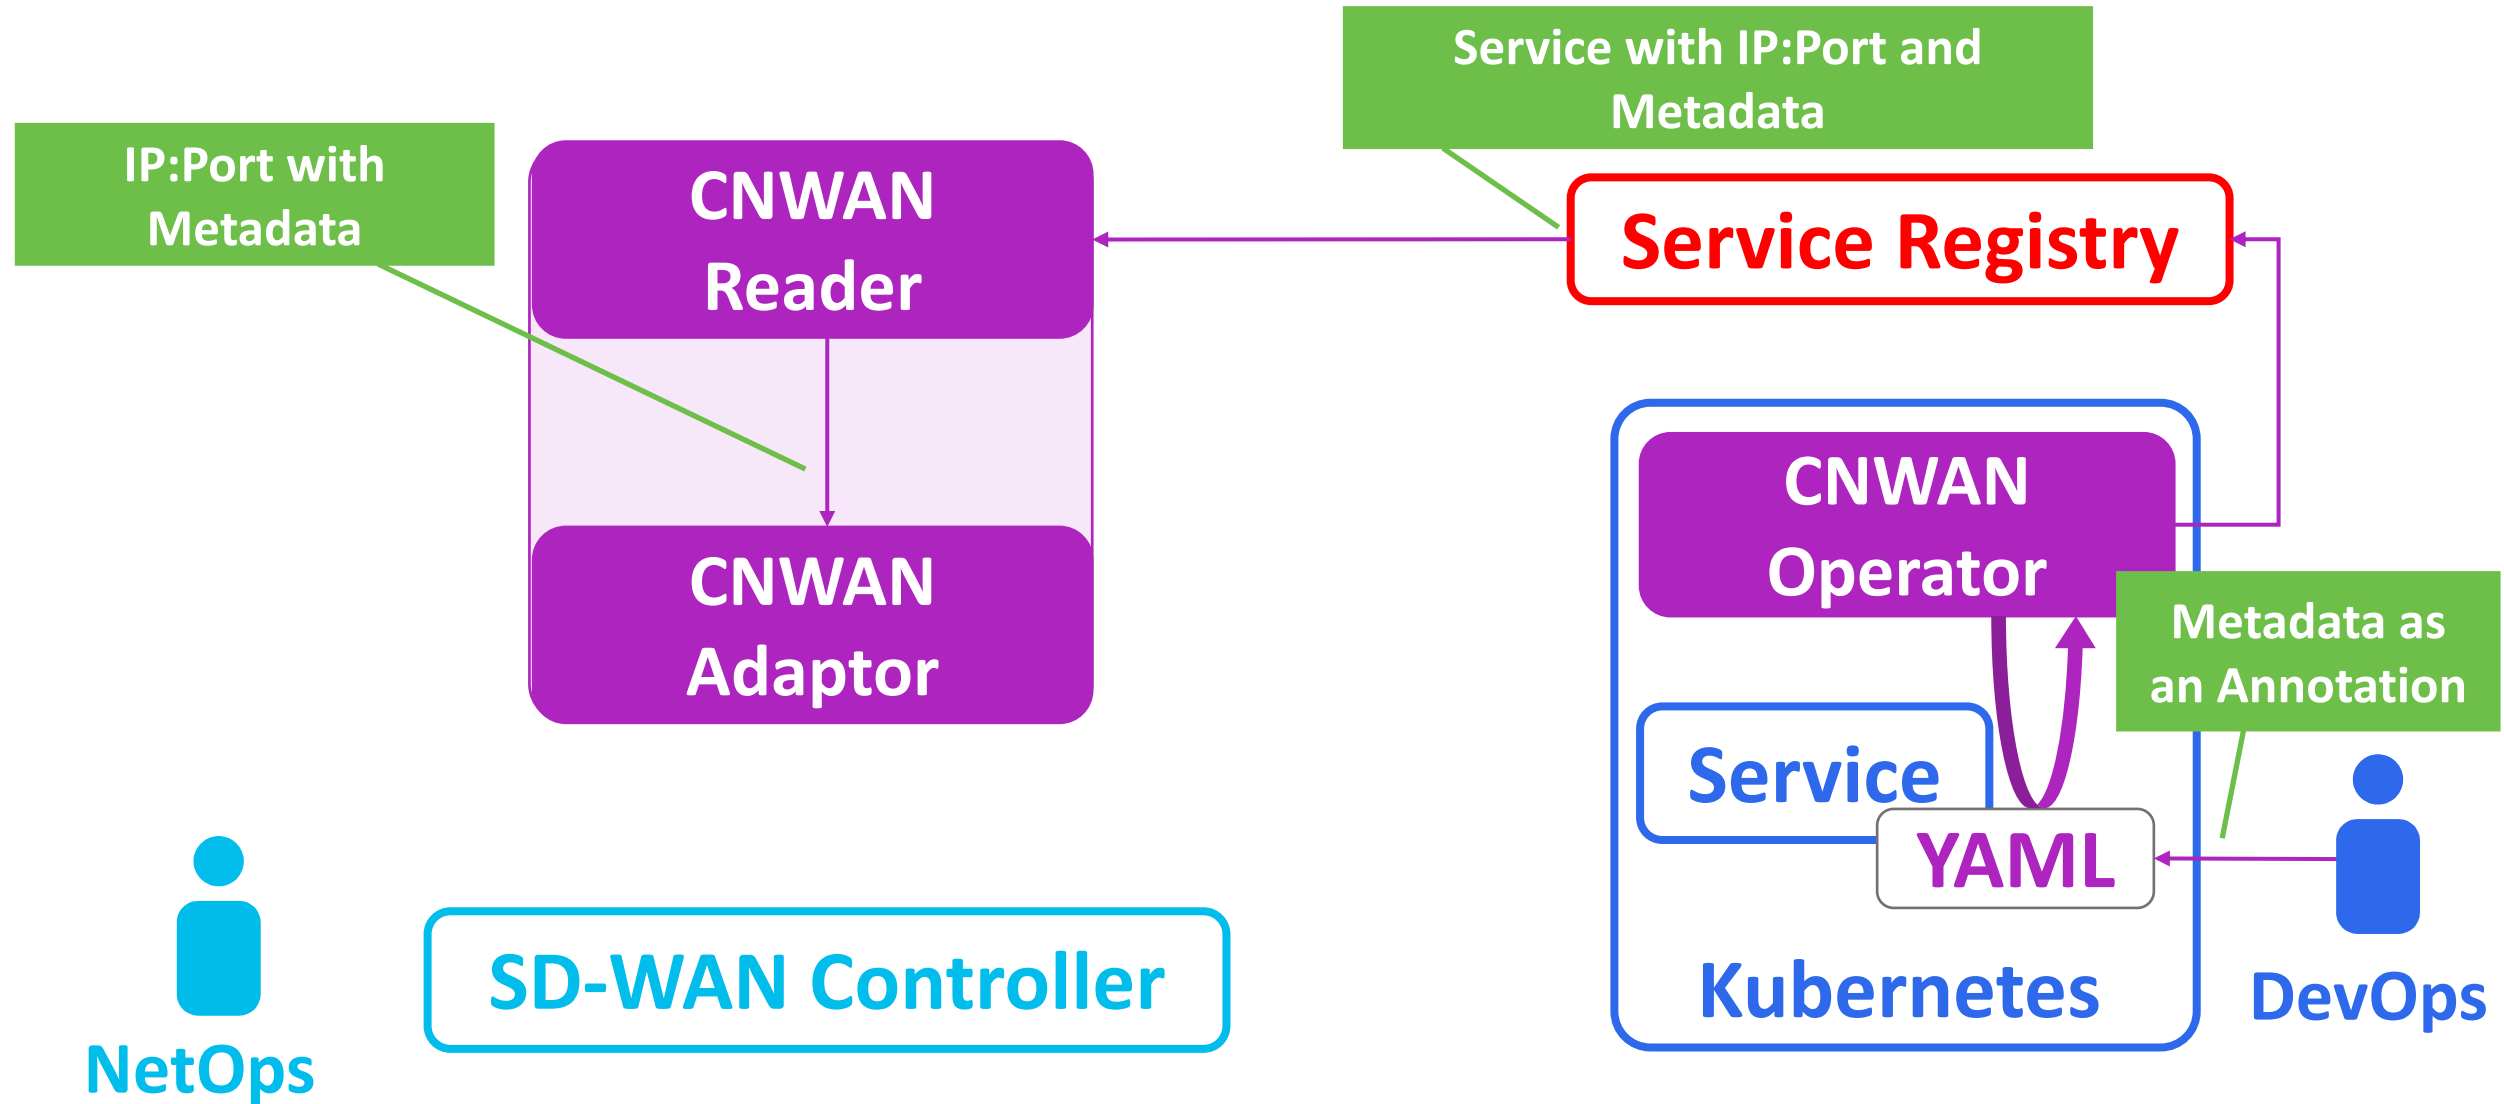 Service with IP:Port and
Metadata
IP:Port with
Metadata
CNWAN
Reader
Service Registry
CNWAN
Operator
CNWAN
Adaptor
Metadata as
an Annotation
Service
YAML
SD-WAN Controller
Kubernetes
DevOps
NetOps